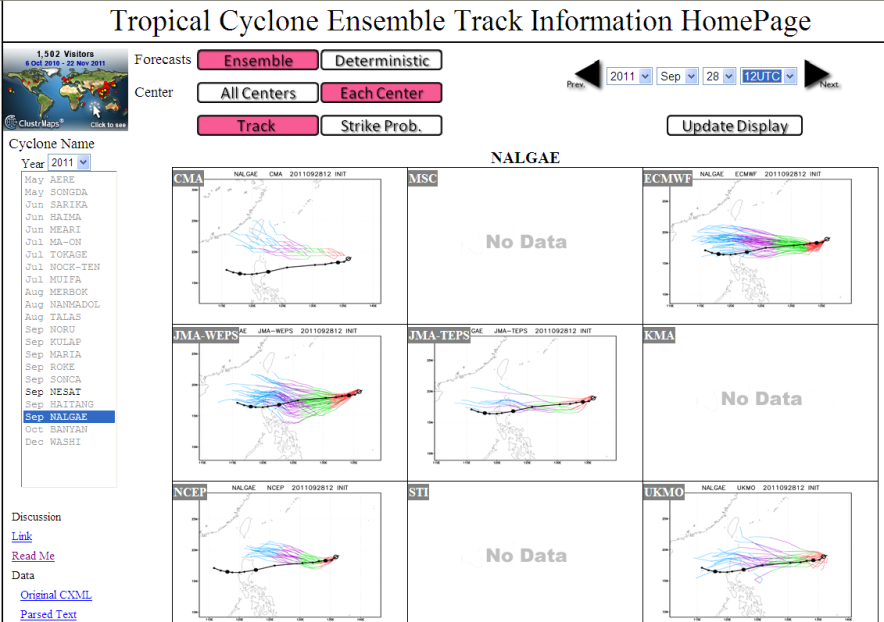 Tropical Cyclone Ensemble Track Information HomePage
1,502 Visitors
6 Oct 2010 - 22 Nov 2011
ClustrMaps®
Click to see
Forecasts
Ensemble
Deterministic
Center
All Centers
Each Center
Track
Strike Prob.
Prev.
2011
Sep
28
12UTC
Next
Update Display
Cyclone Name
Year 2011
May AERE
May SONGDA
Jun SARIKA
Jun HAIMA
Jun MEARI
Jul MA-ON
Jul TOKAGE
Jul NOCK-TEN
Jul MUIFA
Aug MERBOK
Aug NANMADOL
Aug TALAS
Sep NORU
Sep KULAP
Sep MARIA
Sep ROKE
Sep SONCA
Sep NESAT
Sep HAITANG
Sep NALGAE
Oct BANYAN
Dec WASHI
Discussion
Link
Read Me
Data
Original CXML
Parsed Text
NALGAE
CMA
NALGAE CMA 2011092812 INIT
MSC
No Data
ECMWF
NALGAE ECMWF 2011092812 INIT
JMA-WEPS
AE JMA-WEPS 2011092812 INIT
JMA-TEPS
GAE JMA-TEPS 2011092812 INIT
KMA
No Data
NCEP
NALGAE NCEP 2011092812 INIT
STI
No Data
UKMO
NALGAE UKMO 2011092812 INIT